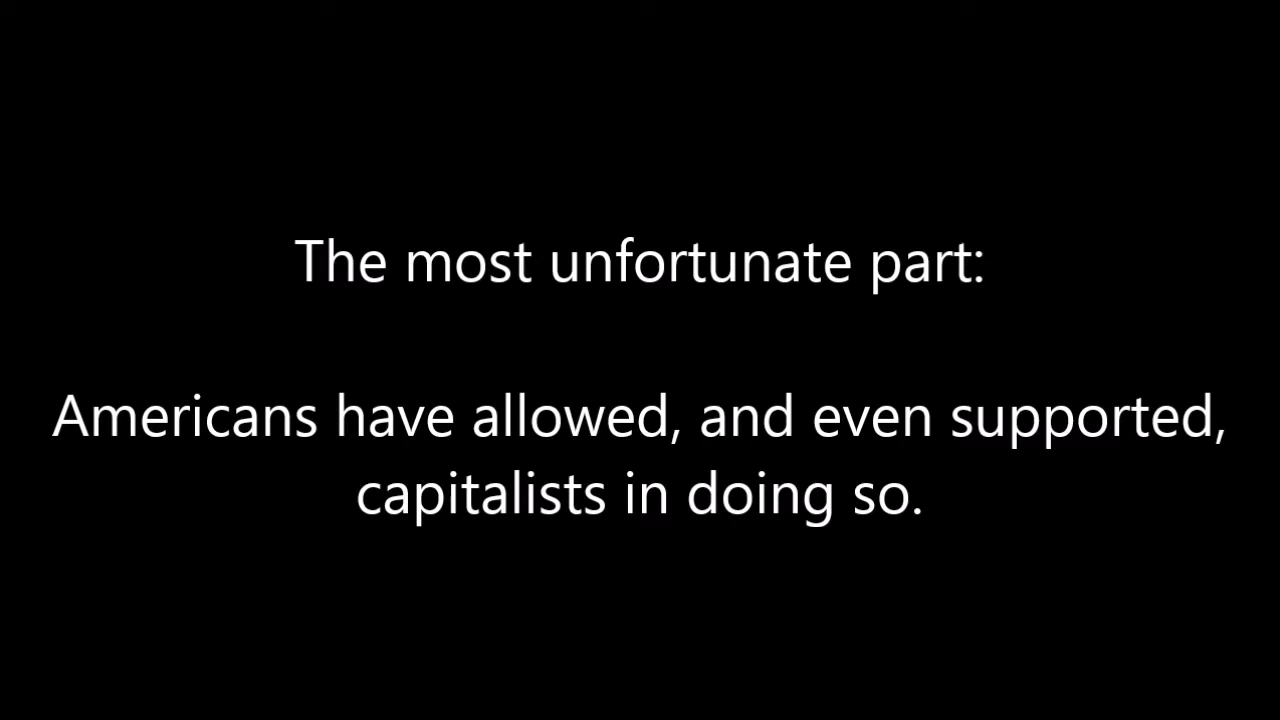 The most unfortunate part:
Americans have allowed, and even supported,
capitalists in doing so.